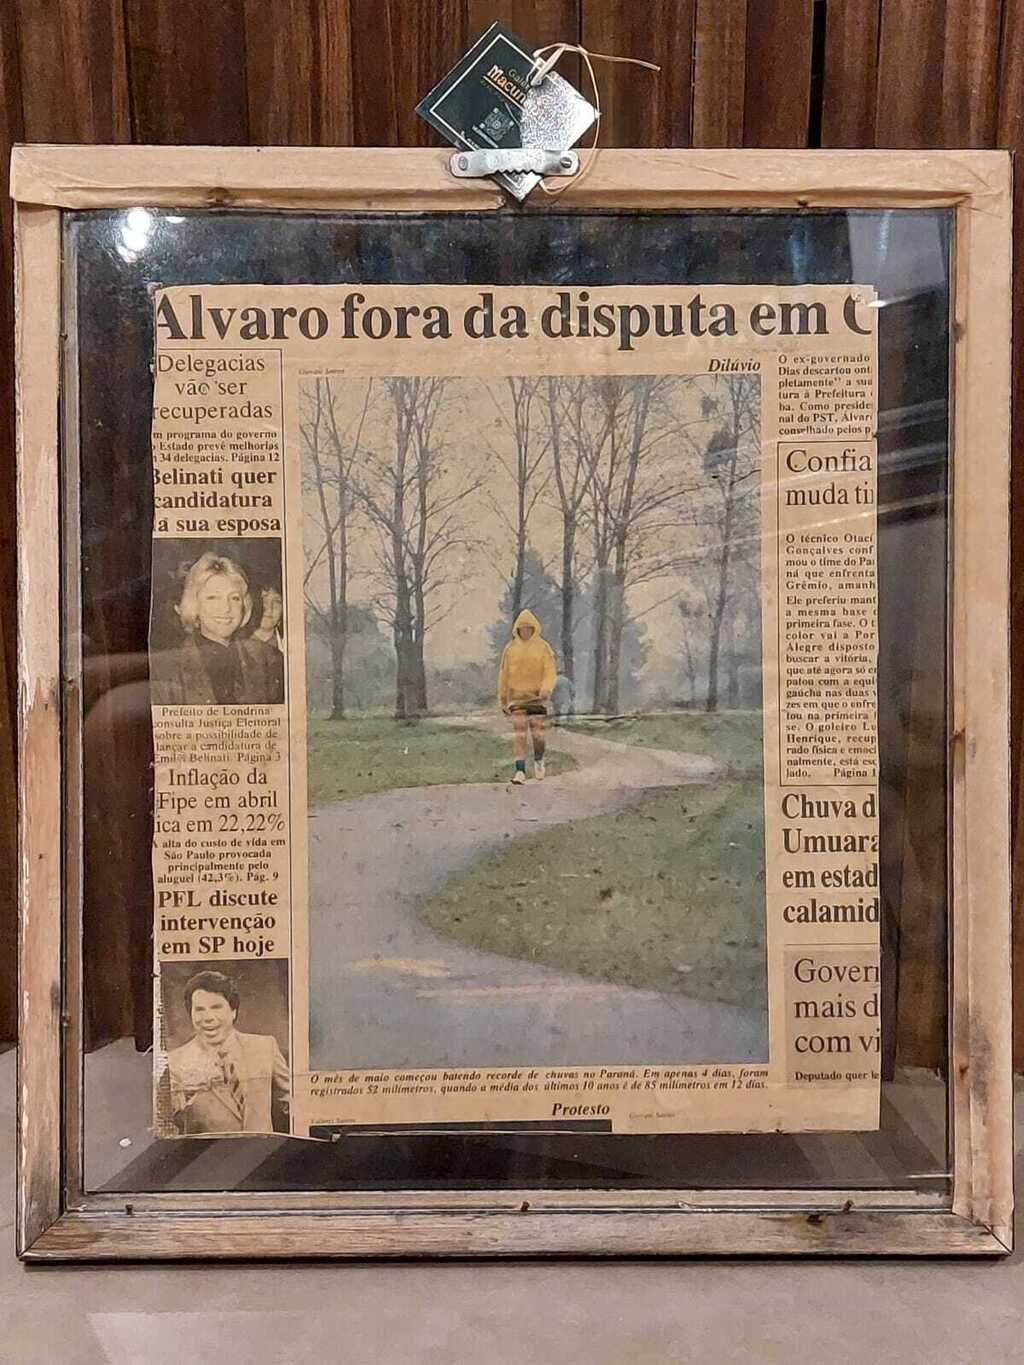 Macun
Alvaro fora da disputa em C
Delegacias
vão ser
recuperadas
m programa do governo
Estado prevê melhorias
34 delegacias. Página 12
Belinati quer
candidatura
a sua esposa
Prefeito de Londrina
consulta Justiça Eleitoral
sobre a possibilidade de
lançar a candidatura de
Emília Belinati. Página 3
Inflação da
Fipe em abril
ica em 22,22%
A alta do custo de vida em
São Paulo provocada
principalmente pelo
aluguel (42,3%). Pág. 9
PFL discute
intervenção
em SP hoje
Giovani Santos
Dilúvio
O mês de maio começou batendo recorde de chuvas no Paraná. Em apenas 4 dias, foram
registrados 52 milímetros, quando a média dos últimos 10 anos é de 85 milímetros em 12 dias.
Protesto
O ex-governado
Dias descartou ont
pletamente" a sua
tura à Prefeitura
ba. Como preside
nal do PST, Álvar
conselhado pelos p
Confia
muda ti
O técnico Otací
Gonçalves conf
mou o time do Pa
ná que enfrenta
Grêmio, amanh
Ele preferiu mant
a mesma base d
primeira fase. O t
color vai a Por
Alegre disposto
buscar a vitória,
que até agora só e
palou com a equi
gaúcha nas duas v
zes em que o enfre
tou na primeira f
se. O goleiro Lu
Henrique, recup
rado física e emoci
nalmente, está esc
lado. Página 1
Chuva d
Umuara
em estad
calamid
Gover
mais d
com vi
Deputado quer le